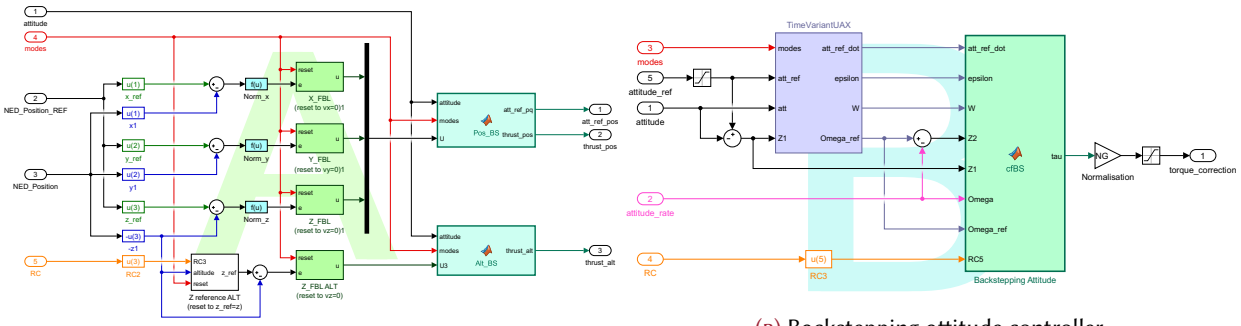 1
attitude
4
modes
2
NED_Position_REF
3
NED_Position
5
RC
u(1)
x_ref
u(1)
x1
u(2)
y_ref
u(2)
y1
u(3)
z_ref
-u(3)
-z1
u(3)
RC2
f(u)
Norm_x
f(u)
Norm_y
f(u)
Norm_z
RC3
altitude
reset
z_ref
Z reference ALT
(reset to z_ref=z)
reset
e
u
X_FBL
(reset to vx=0)1
reset
e
u
Y_FBL
(reset to vy=0)1
reset
e
u
Z_FBL
(reset to vz=0)1
reset
e
u
Z_FBL ALT
(reset to vz=0)
A
attitude
modes
U
Pos_BS
att_ref_pq
thrust_pos
1
att_ref_pos
2
thrust_pos
attitude
modes
U3
Alt_BS
thrust_alt
3
thrust_alt
TimeVariantUAX
3
modes
5
attitude_ref
1
attitude
2
attitude_rate
4
RC
modes
att_ref
att
Z1
att_ref_dot
epsilon
W
Omega_ref
u(5)
RC3
B
att_ref_dot
epsilon
W
Z2
Z1
Omega
Omega_ref
RC5
cfBS
tau
Backstepping Attitude
NG
Normalisation
1
torque_correction